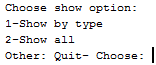 Choose show option:
1-Show by type
2-Show all
Other: Quit- Choose: